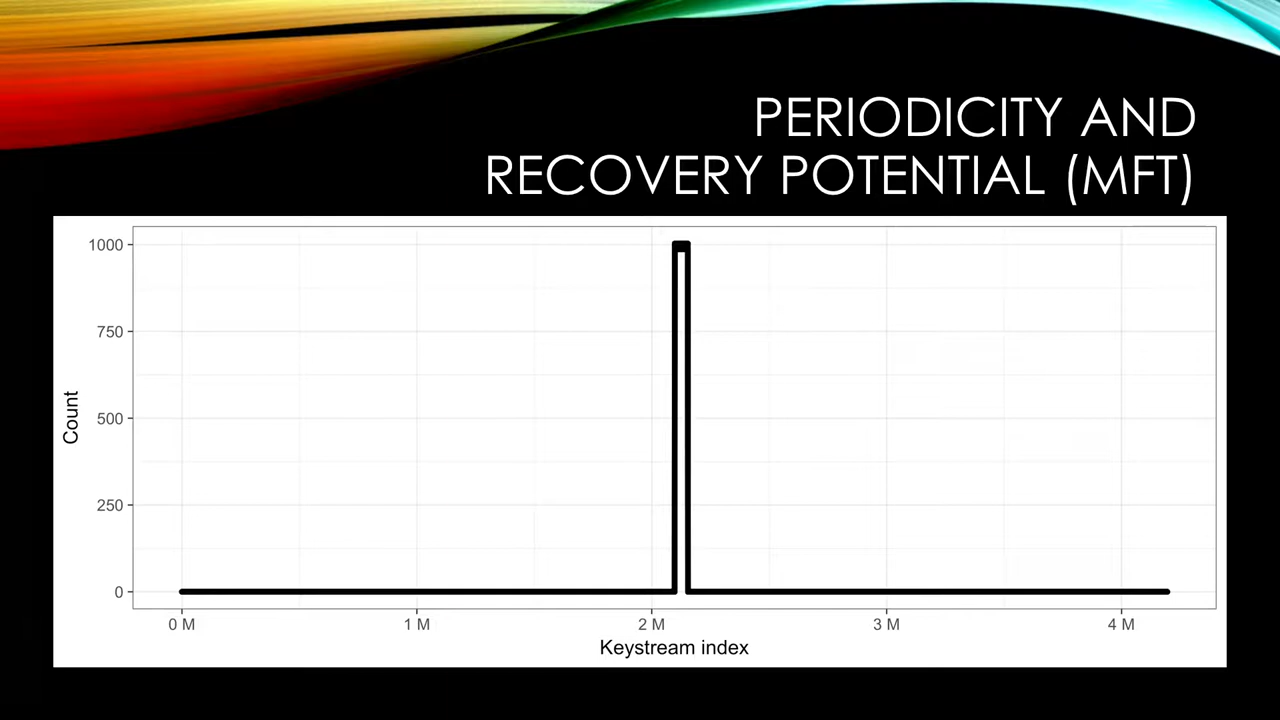 PERIODICITY AND
RECOVERY POTENTIAL (MFT)
1000
750
500
250
0
Count
0 M 1 M 2 M 3 M 4 M
Keystream index